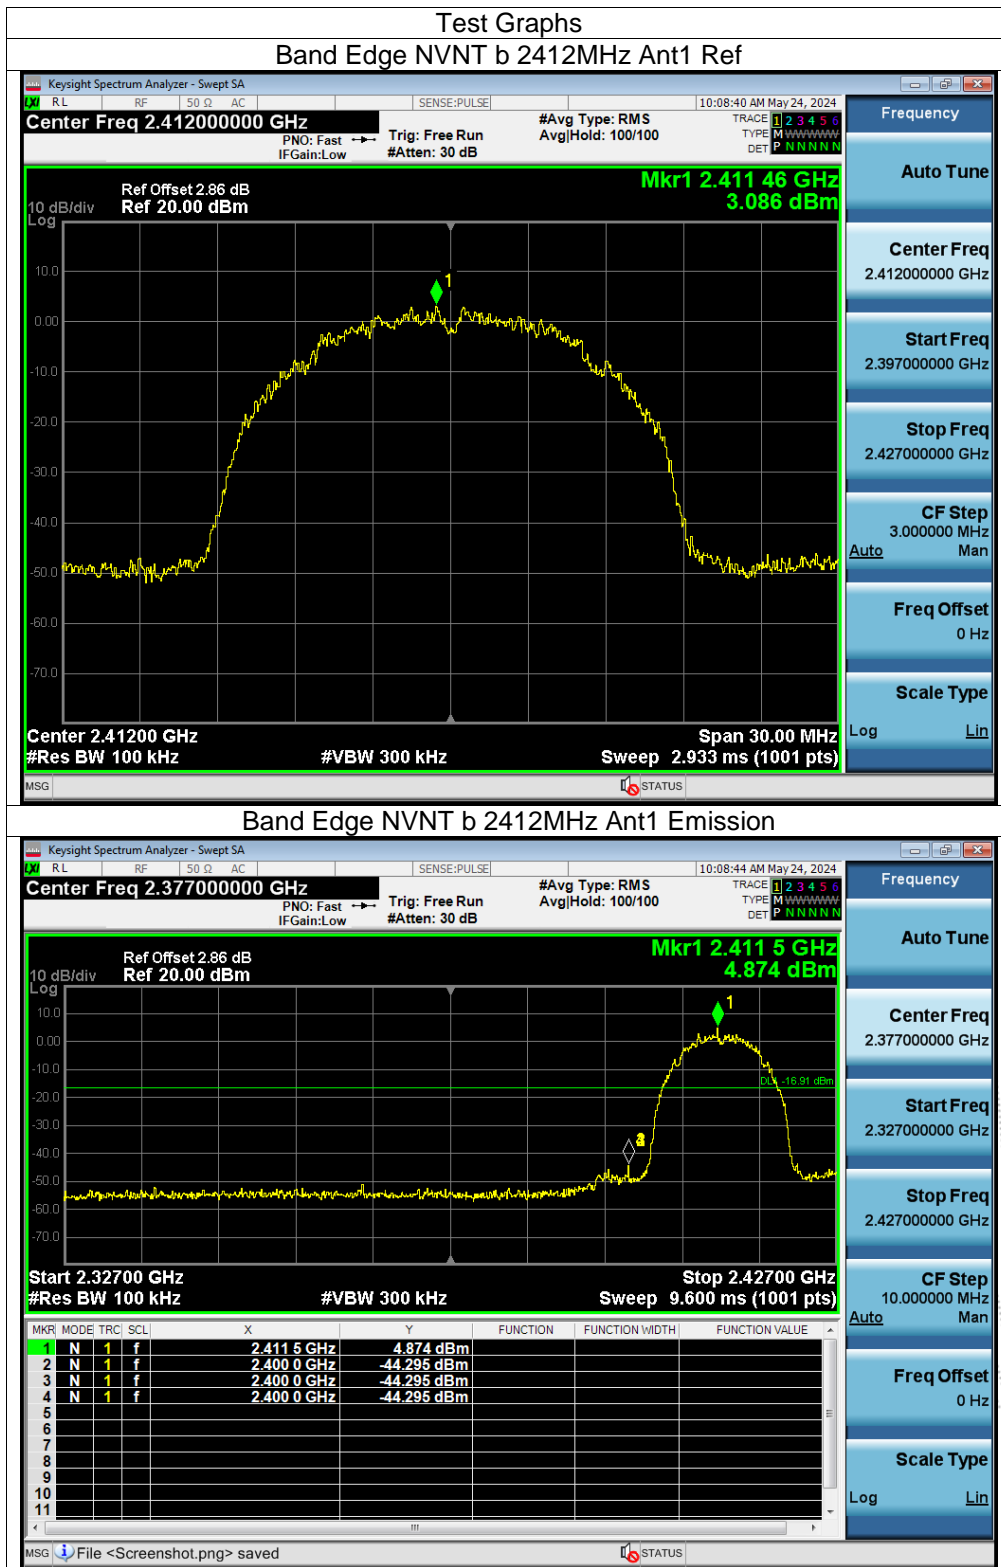 Test Graphs
Band Edge NVNT b 2412MHz Ant1 Ref
Keysight Spectrum Analyzer - Swept SA
LXI RL RF 50 Ω AC SENSE:PULSE 10:08:40 AM May 24, 2024
Center Freq 2.412000000 GHz #Avg Type: RMS TRACE 1 2 3 4 5 6
PNO: Fast Trig: Free Run Avg|Hold: 100/100 TYPE M WWWWW
IFGain:Low #Atten: 30 dB DET P N N N N N
Frequency
Auto Tune
Center Freq
2.412000000 GHz
Start Freq
2.397000000 GHz
Stop Freq
2.427000000 GHz
CF Step
3.000000 MHz
Auto Man
Freq Offset
0 Hz
Scale Type
Log Lin
Mkr1 2.411 46 GHz
3.086 dBm
Ref Offset 2.86 dB
10 dB/div Ref 20.00 dBm
Log
10.0
1
0.00
-10.0
-20.0
-30.0
-40.0
-50.0
-60.0
-70.0
Center 2.41200 GHz Span 30.00 MHz
#Res BW 100 kHz #VBW 300 kHz Sweep 2.933 ms (1001 pts)
MSG STATUS
Band Edge NVNT b 2412MHz Ant1 Emission
Keysight Spectrum Analyzer - Swept SA
LXI RL RF 50 Ω AC SENSE:PULSE 10:08:44 AM May 24, 2024
Center Freq 2.377000000 GHz #Avg Type: RMS TRACE 1 2 3 4 5 6
PNO: Fast Trig: Free Run Avg|Hold: 100/100 TYPE M WWWWW
IFGain:Low #Atten: 30 dB DET P N N N N N
Frequency
Auto Tune
Center Freq
2.377000000 GHz
Start Freq
2.327000000 GHz
Stop Freq
2.427000000 GHz
CF Step
10.000000 MHz
Auto Man
Freq Offset
0 Hz
Scale Type
Log Lin
Mkr1 2.411 5 GHz
4.874 dBm
Ref Offset 2.86 dB
10 dB/div Ref 20.00 dBm
Log
10.0
1
0.00
-10.0
-16.91 dBm
-20.0
-30.0
-40.0
-50.0
-60.0
-70.0
Start 2.32700 GHz Stop 2.42700 GHz
#Res BW 100 kHz #VBW 300 kHz Sweep 9.600 ms (1001 pts)
MKR MODE TRC SCL X Y FUNCTION FUNCTION WIDTH FUNCTION VALUE
1 N 1 f 2.411 5 GHz 4.874 dBm
2 N 1 f 2.400 0 GHz -44.295 dBm
3 N 1 f 2.400 0 GHz -44.295 dBm
4 N 1 f 2.400 0 GHz -44.295 dBm
5
6
7
8
9
10
11
MSG File <Screenshot.png> saved STATUS